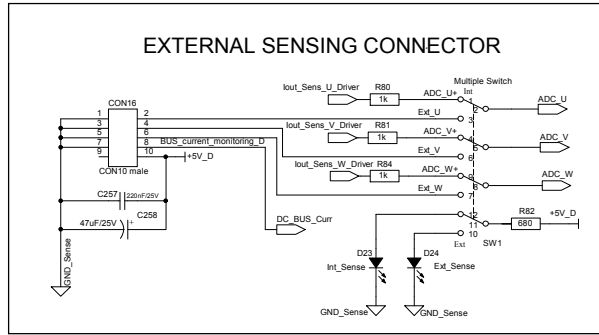 EXTERNAL SENSING CONNECTOR
Multiple Switch
Iout_Sens_U_Driver R80 ADC_U+ Int
1k 1 2 ADC_U
CON16
1 2 Ext_U 3
3 4 Iout_Sens_V_Driver R81 ADC_V+ 4
5 6 1k 5 ADC_V
7 8 BUS_current_monitoring_D Ext_V 6
9 10 +5V_D Iout_Sens_W_Driver R84 ADC_W+ 9
CON10 male 1k 8 ADC_W
Ext_W 7
C257 220nF/25V
47uF/25V C258 + DC_BUS_Curr
12 R82 +5V_D
11 680
10
Ext SW1
GND_Sense
D23 D24
Int_Sense Ext_Sense
GND_Sense GND_Sense